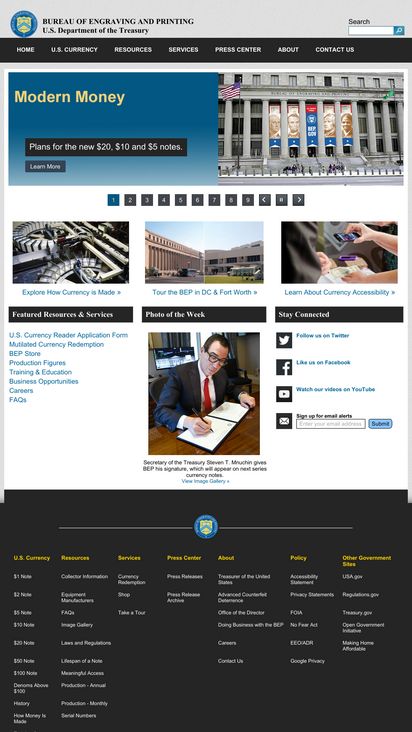 BUREAU OF ENGRAVING AND PRINTING
U.S. Department of the Treasury
Search
HOME
U.S. CURRENCY
RESOURCES
SERVICES
PRESS CENTER
ABOUT
CONTACT US
Modern Money
Plans for the new $20, $10 and $5 notes.
Learn More
BUREAU OF ENGRAVING AND PRINTING
BEP.
GOV
1
2
3
4
5
6
7
8
9
Explore How Currency is Made »
Tour the BEP in DC & Fort Worth »
Learn About Currency Accessibility »
Featured Resources & Services
U.S. Currency Reader Application Form
Mutilated Currency Redemption
BEP Store
Production Figures
Training & Education
Business Opportunities
Careers
FAQs
Photo of the Week
Secretary of the Treasury Steven T. Mnuchin gives
BEP his signature, which will appear on next series
currency notes.
View Image Gallery »
Stay Connected
Follow us on Twitter
Like us on Facebook
Watch our videos on YouTube
Sign up for email alerts
Enter your email address
Submit
U.S. Currency
$1 Note
$2 Note
$5 Note
$10 Note
$20 Note
$50 Note
$100 Note
Denoms Above
$100
History
How Money Is
Made
Resources
Collector Information
Equipment
Manufacturers
FAQs
Image Gallery
Laws and Regulations
Lifespan of a Note
Meaningful Access
Production - Annual
Production - Monthly
Serial Numbers
Services
Currency
Redemption
Shop
Take a Tour
Press Center
Press Releases
Press Release
Archive
About
Treasurer of the United
States
Advanced Counterfeit
Deterrence
Office of the Director
Doing Business with the BEP
Careers
Contact Us
Policy
Accessibility
Statement
Privacy Statements
FOIA
No Fear Act
EEO/ADR
Google Privacy
Other Government
Sites
USA.gov
Regulations.gov
Treasury.gov
Open Government
Initiative
Making Home
Affordable